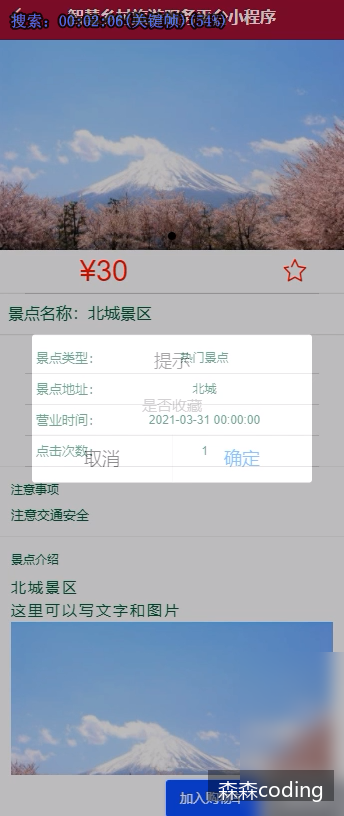 智慧乡村旅游服务平台小程序
搜索：00:02:06(关键帧)(54%)
¥30
景点名称：北城景区
景点类型：
热门景点
提示
景点地址：
北城
是否收藏
营业时间：
2021-03-31 00:00:00
点击次数
1
取消
确定
注意事项
注意交通安全
景点介绍
北城景区
这里可以写文字和图片
加入购物车
森森coding